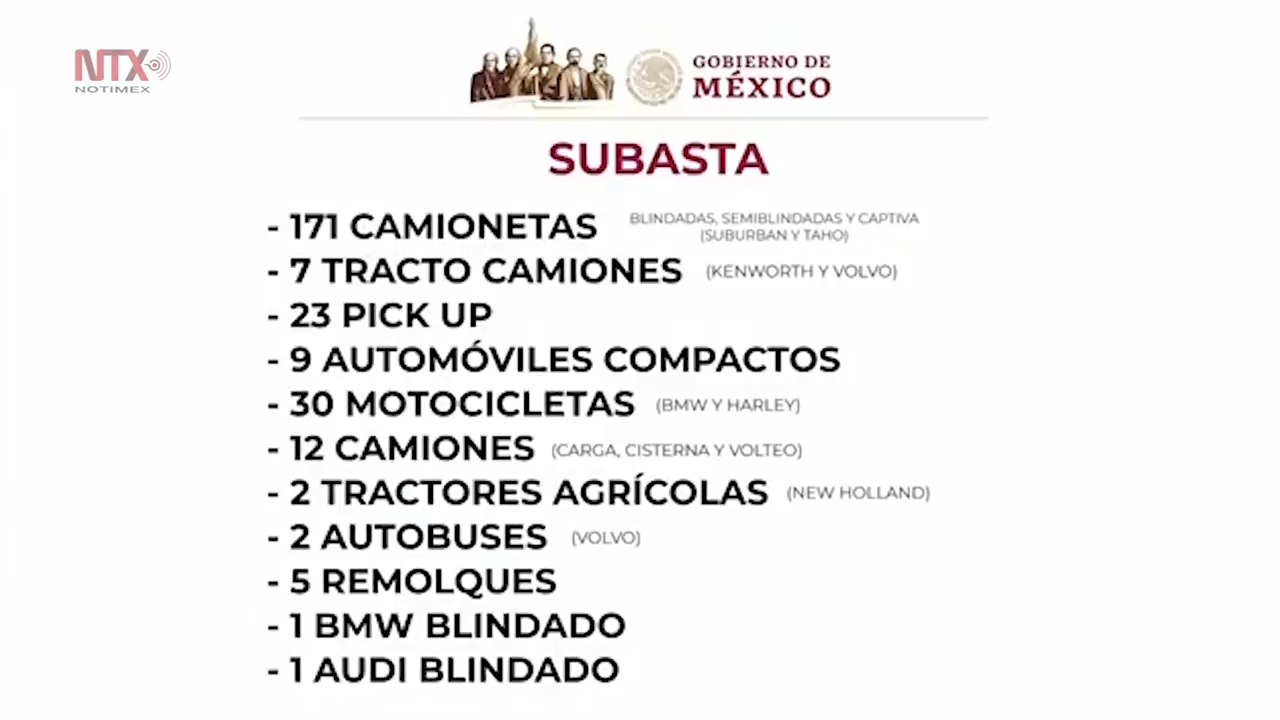 NTX
NOTIMEX
GOBIERNO DE
MÉXICO
SUBASTA
- 171 CAMIONETAS BLINDADAS, SEMIBLINDADAS Y CAPTIVA
(SUBURBAN Y TAHO)
- 7 TRACTO CAMIONES (KENWORTH Y VOLVO)
- 23 PICK UP
- 9 AUTOMÓVILES COMPACTOS
- 30 MOTOCICLETAS (BMW Y HARLEY)
- 12 CAMIONES (CARGA, CISTERNA Y VOLTEO)
- 2 TRACTORES AGRÍCOLAS (NEW HOLLAND)
- 2 AUTOBUSES (VOLVO)
- 5 REMOLQUES
- 1 BMW BLINDADO
- 1 AUDI BLINDADO